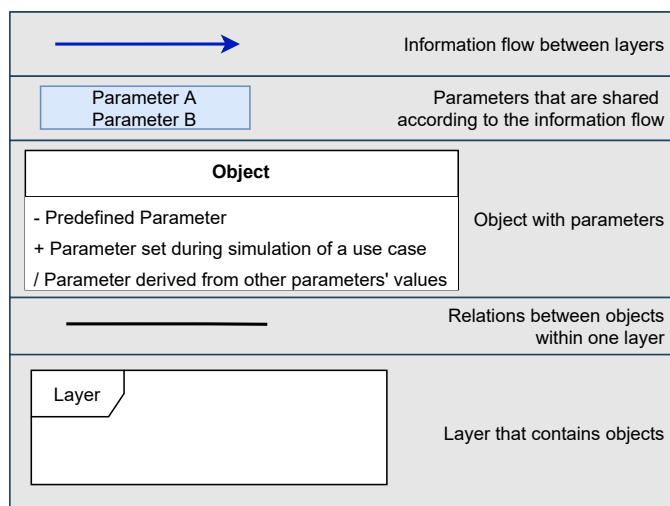 Information flow between layers
Parameter A
Parameter B
Parameters that are shared
according to the information flow
Object
- Predefined Parameter
+ Parameter set during simulation of a use case
/ Parameter derived from other parameters' values
Object with parameters
Relations between objects
within one layer
Layer
Layer that contains objects